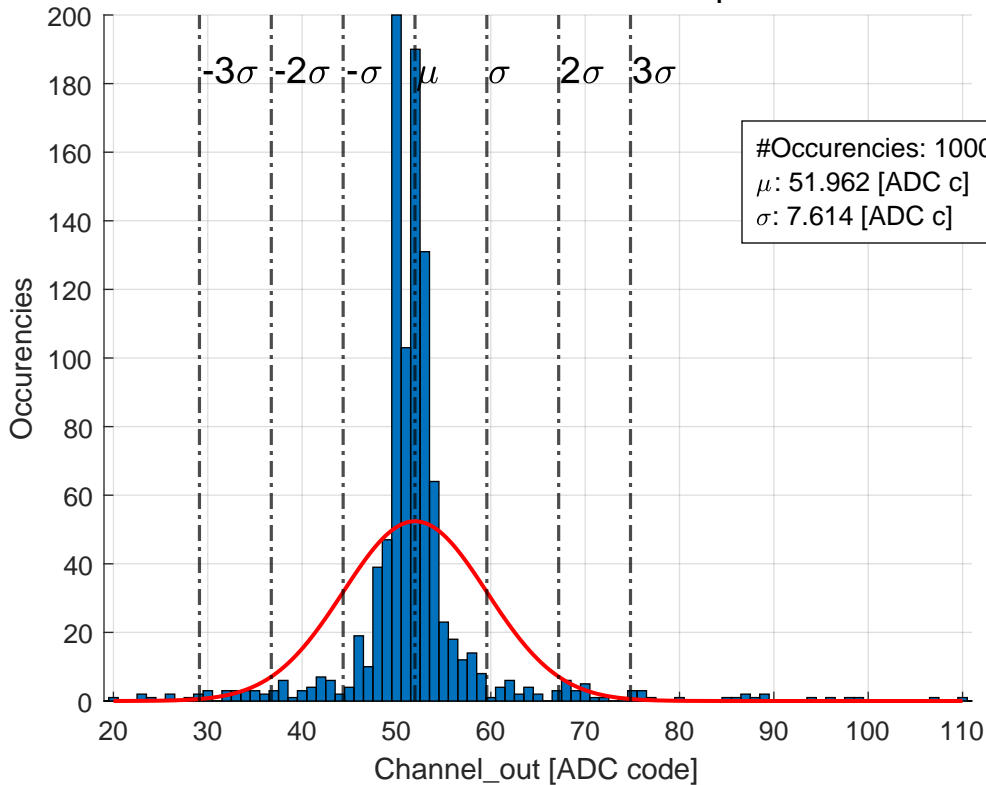 200
180
160
140
120
100
80
60
40
20
0
-3σ -2σ -σ μ σ 2σ 3σ
#Occurencies: 1000
μ: 51.962 [ADC c]
σ: 7.614 [ADC c]
Occurencies
20 30 40 50 60 70 80 90 100 110
Channel_out [ADC code]